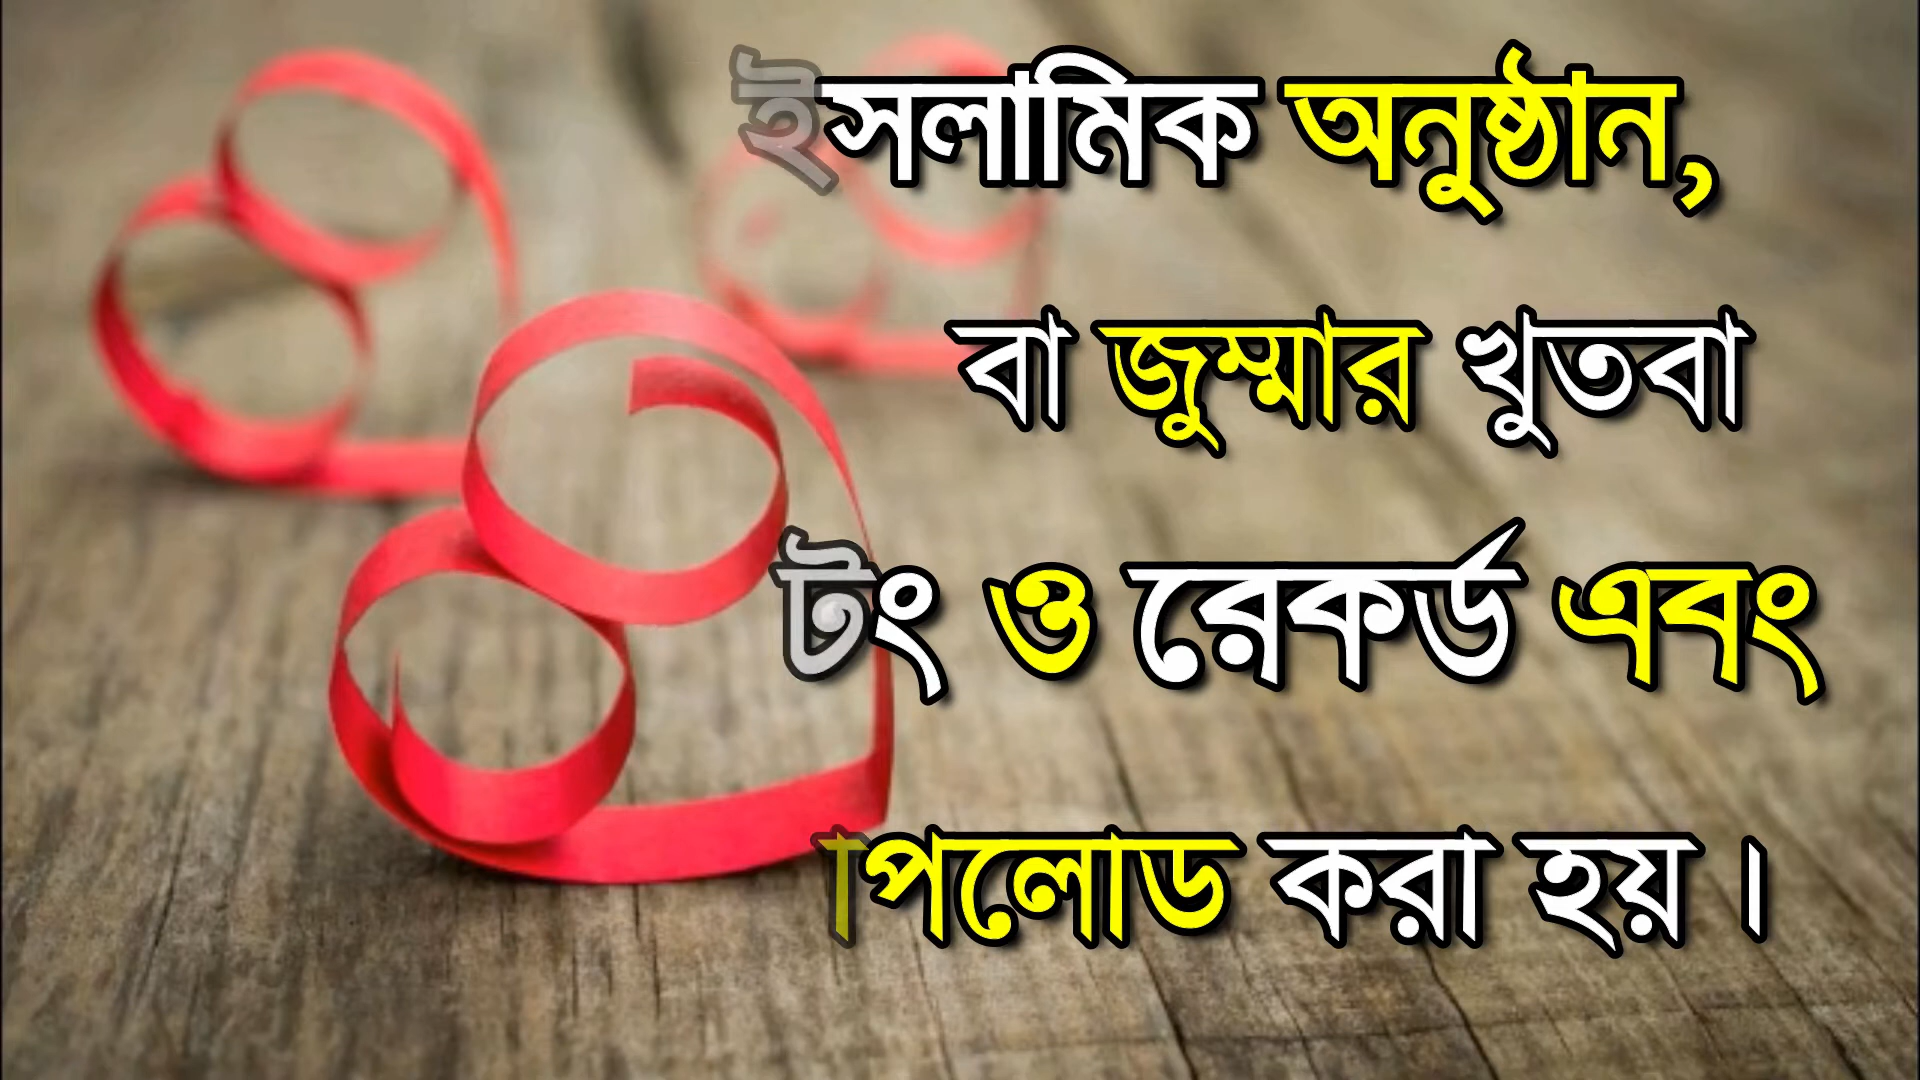 ইসলামিক অনুষ্ঠান,
বা জুম্মার খুতবা
টং ও রেকর্ড এবং
াপলোড করা হয়।